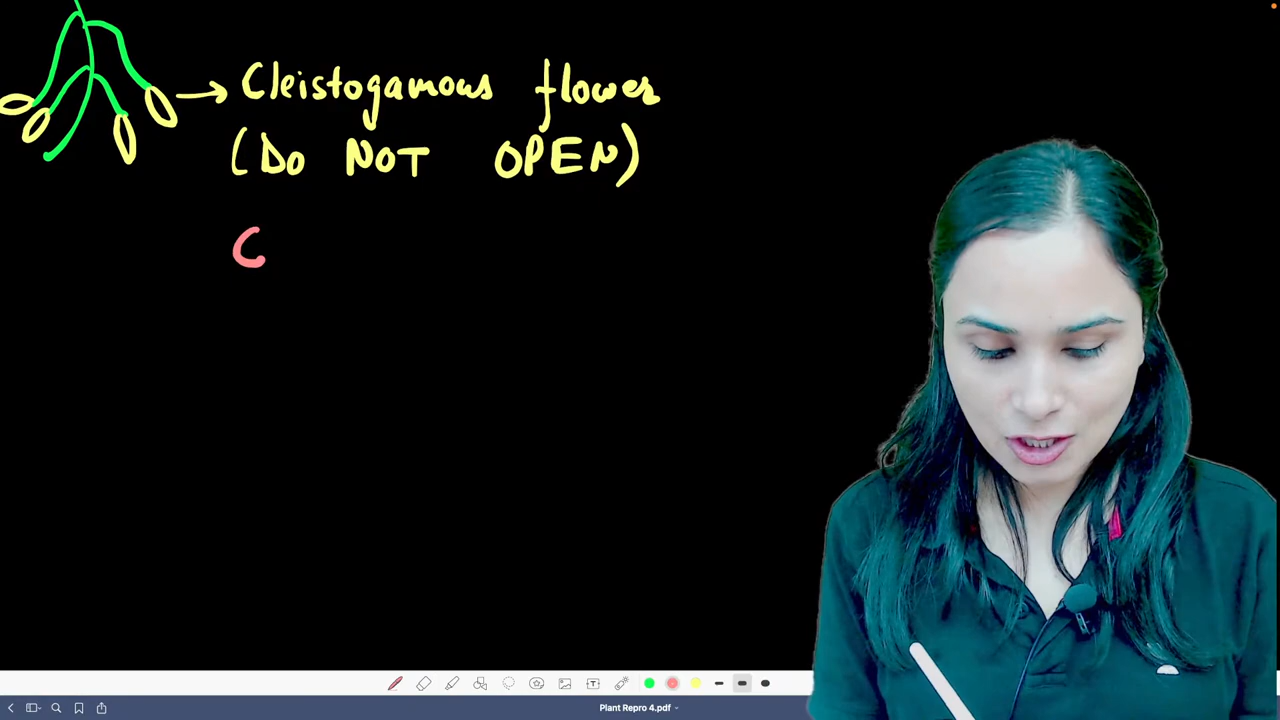 Cleistogamous flower
(DO NOT OPEN)
C
Plant Repro 4.pdf